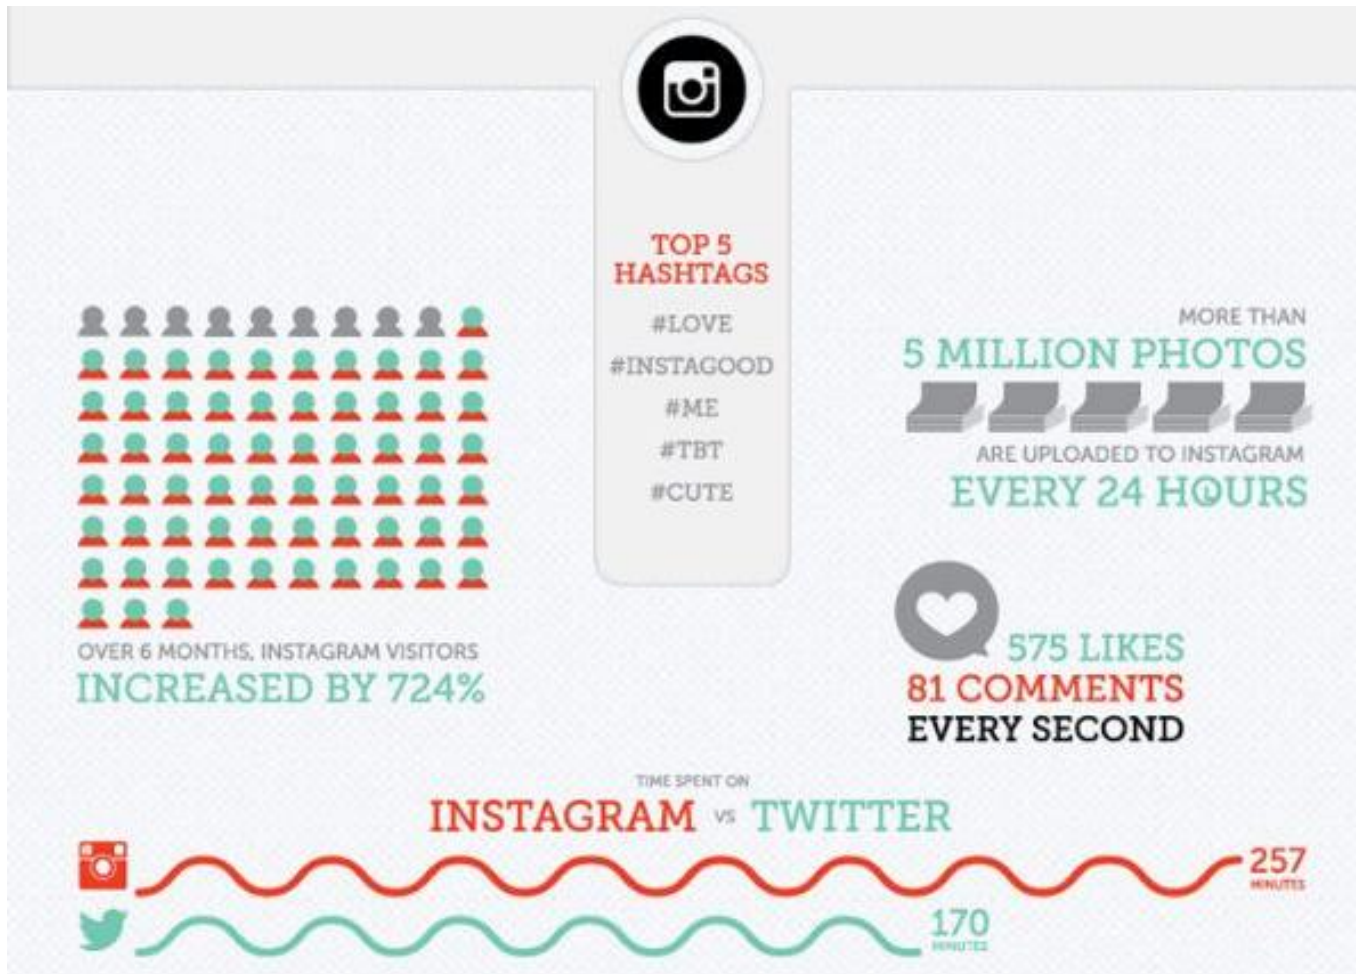 TOP 5
HASHTAGS
#LOVE
#INSTAGOOD
#ME
#TBT
#CUTE
OVER 6 MONTHS, INSTAGRAM VISITORS
INCREASED BY 724%
MORE THAN
5 MILLION PHOTOS
ARE UPLOADED TO INSTAGRAM
EVERY 24 HOURS
575 LIKES
81 COMMENTS
EVERY SECOND
TIME SPENT ON
INSTAGRAM VS TWITTER
257
MINUTES
170
MINUTES